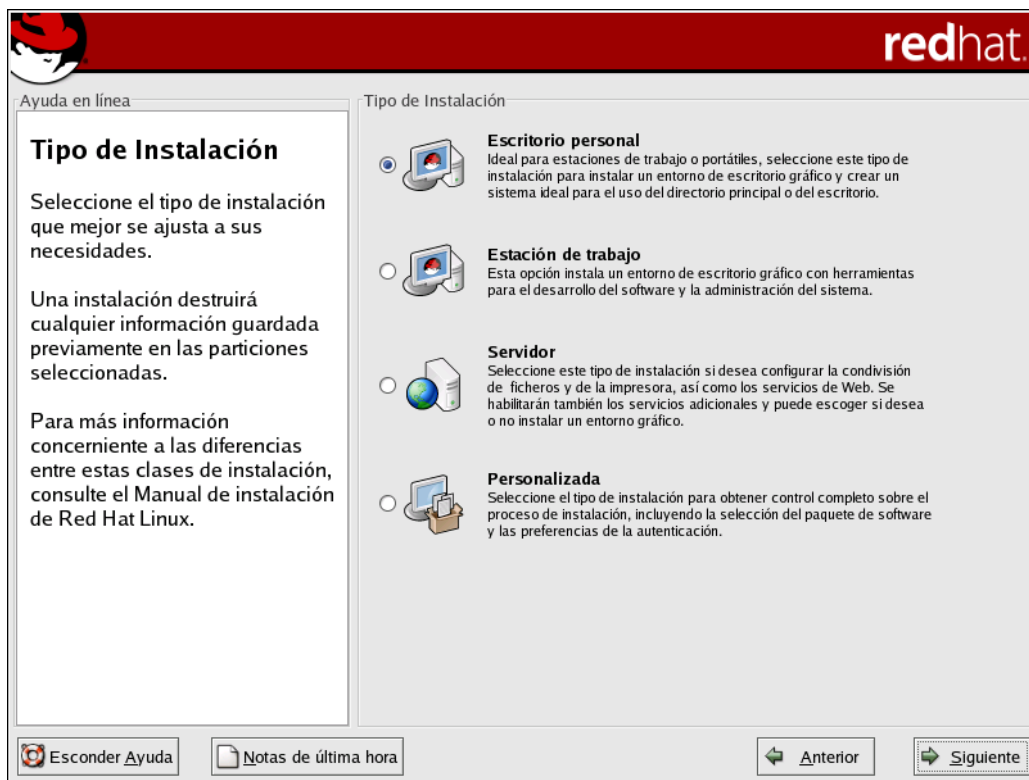 redhat.
Ayuda en línea
Tipo de Instalación
Seleccione el tipo de instalación
que mejor se ajusta a sus
necesidades.
Una instalación destruirá
cualquier información guardada
previamente en las particiones
seleccionadas.
Para más información
concerniente a las diferencias
entre estas clases de instalación,
consulte el Manual de instalación
de Red Hat Linux.
Tipo de Instalación
Escritorio personal
Ideal para estaciones de trabajo o portátiles, seleccione este tipo de
instalación para instalar un entorno de escritorio gráfico y crear un
sistema ideal para el uso del directorio principal o del escritorio.
Estación de trabajo
Esta opción instala un entorno de escritorio gráfico con herramientas
para el desarrollo del software y la administración del sistema.
Servidor
Seleccione este tipo de instalación si desea configurar la condivisión
de ficheros y de la impresora, así como los servicios de Web. Se
habilitarán también los servicios adicionales y puede escoger si desea
o no instalar un entorno gráfico.
Personalizada
Seleccione el tipo de instalación para obtener control completo sobre el
proceso de instalación, incluyendo la selección del paquete de software
y las preferencias de la autenticación.
Esconder Ayuda
Notas de última hora
Anterior
Siguiente